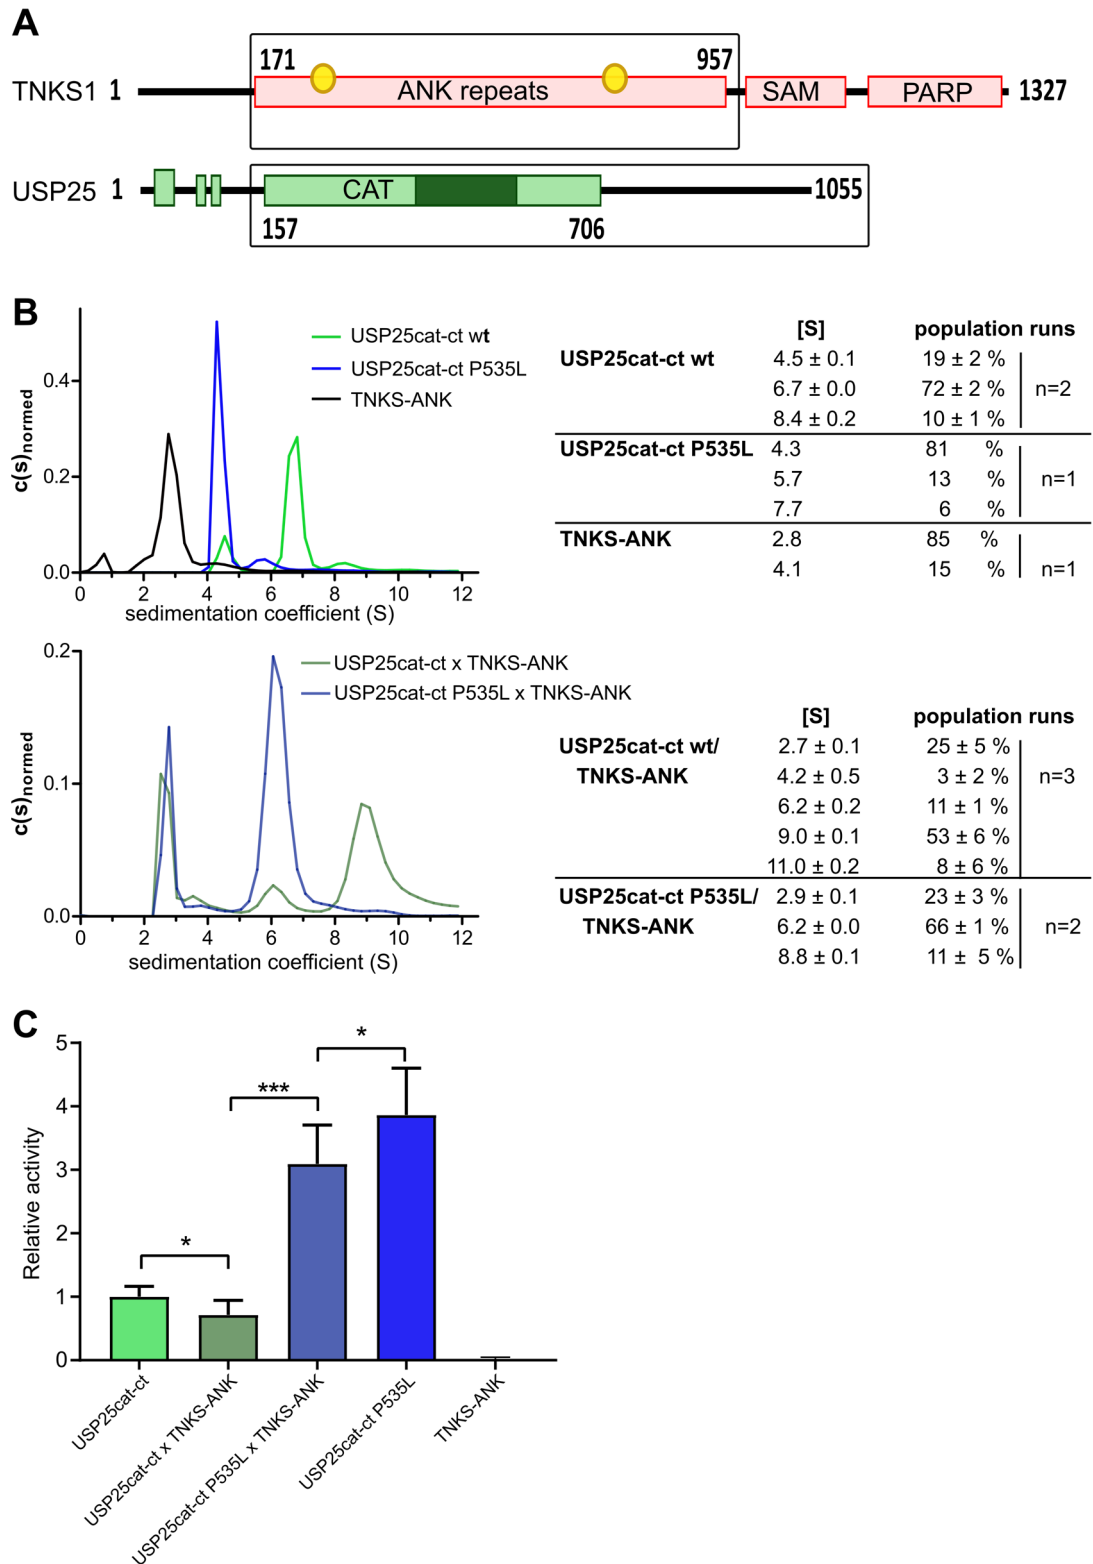 A
TNKS1 1 171 ANK repeats 957 SAM PARP 1327
USP25 1 CAT 1055
157 706
B
c(s)normed
0.4
0.2
0.0
0 2 4 6 8 10 12
sedimentation coefficient (S)
USP25cat-ct wt
USP25cat-ct P535L
TNKS-ANK
[S] population runs
USP25cat-ct wt 4.5 ± 0.1 19 ± 2 %
6.7 ± 0.0 72 ± 2 % n=2
8.4 ± 0.2 10 ± 1 %
USP25cat-ct P535L 4.3 81 %
5.7 13 % n=1
7.7 6 %
TNKS-ANK 2.8 85 %
4.1 15 % n=1
c(s)normed
0.2
0.1
0.0
0 2 4 6 8 10 12
sedimentation coefficient (S)
USP25cat-ct x TNKS-ANK
USP25cat-ct P535L x TNKS-ANK
[S] population runs
USP25cat-ct wt/ 2.7 ± 0.1 25 ± 5 %
TNKS-ANK 4.2 ± 0.5 3 ± 2 % n=3
6.2 ± 0.2 11 ± 1 %
9.0 ± 0.1 53 ± 6 %
11.0 ± 0.2 8 ± 6 %
USP25cat-ct P535L/ 2.9 ± 0.1 23 ± 3 %
TNKS-ANK 6.2 ± 0.0 66 ± 1 % n=2
8.8 ± 0.1 11 ± 5 %
C
Relative activity
5
4
3
2
1
0
*
***
*
USP25cat-ct
USP25cat-ct x TNKS-ANK
USP25cat-ct P535L x TNKS-ANK
USP25cat-ct P535L
TNKS-ANK